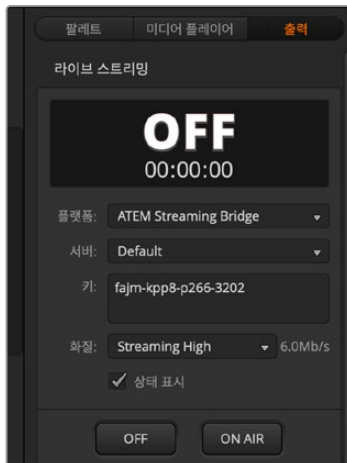 팔레트 미디어 플레이어 출력
라이브 스트리밍
OFF
00:00:00
플랫폼: ATEM Streaming Bridge
서버: Default
키: fajm-kpp8-p266-3202
화질: Streaming High 6.0Mb/s
상태 표시
OFF ON AIR